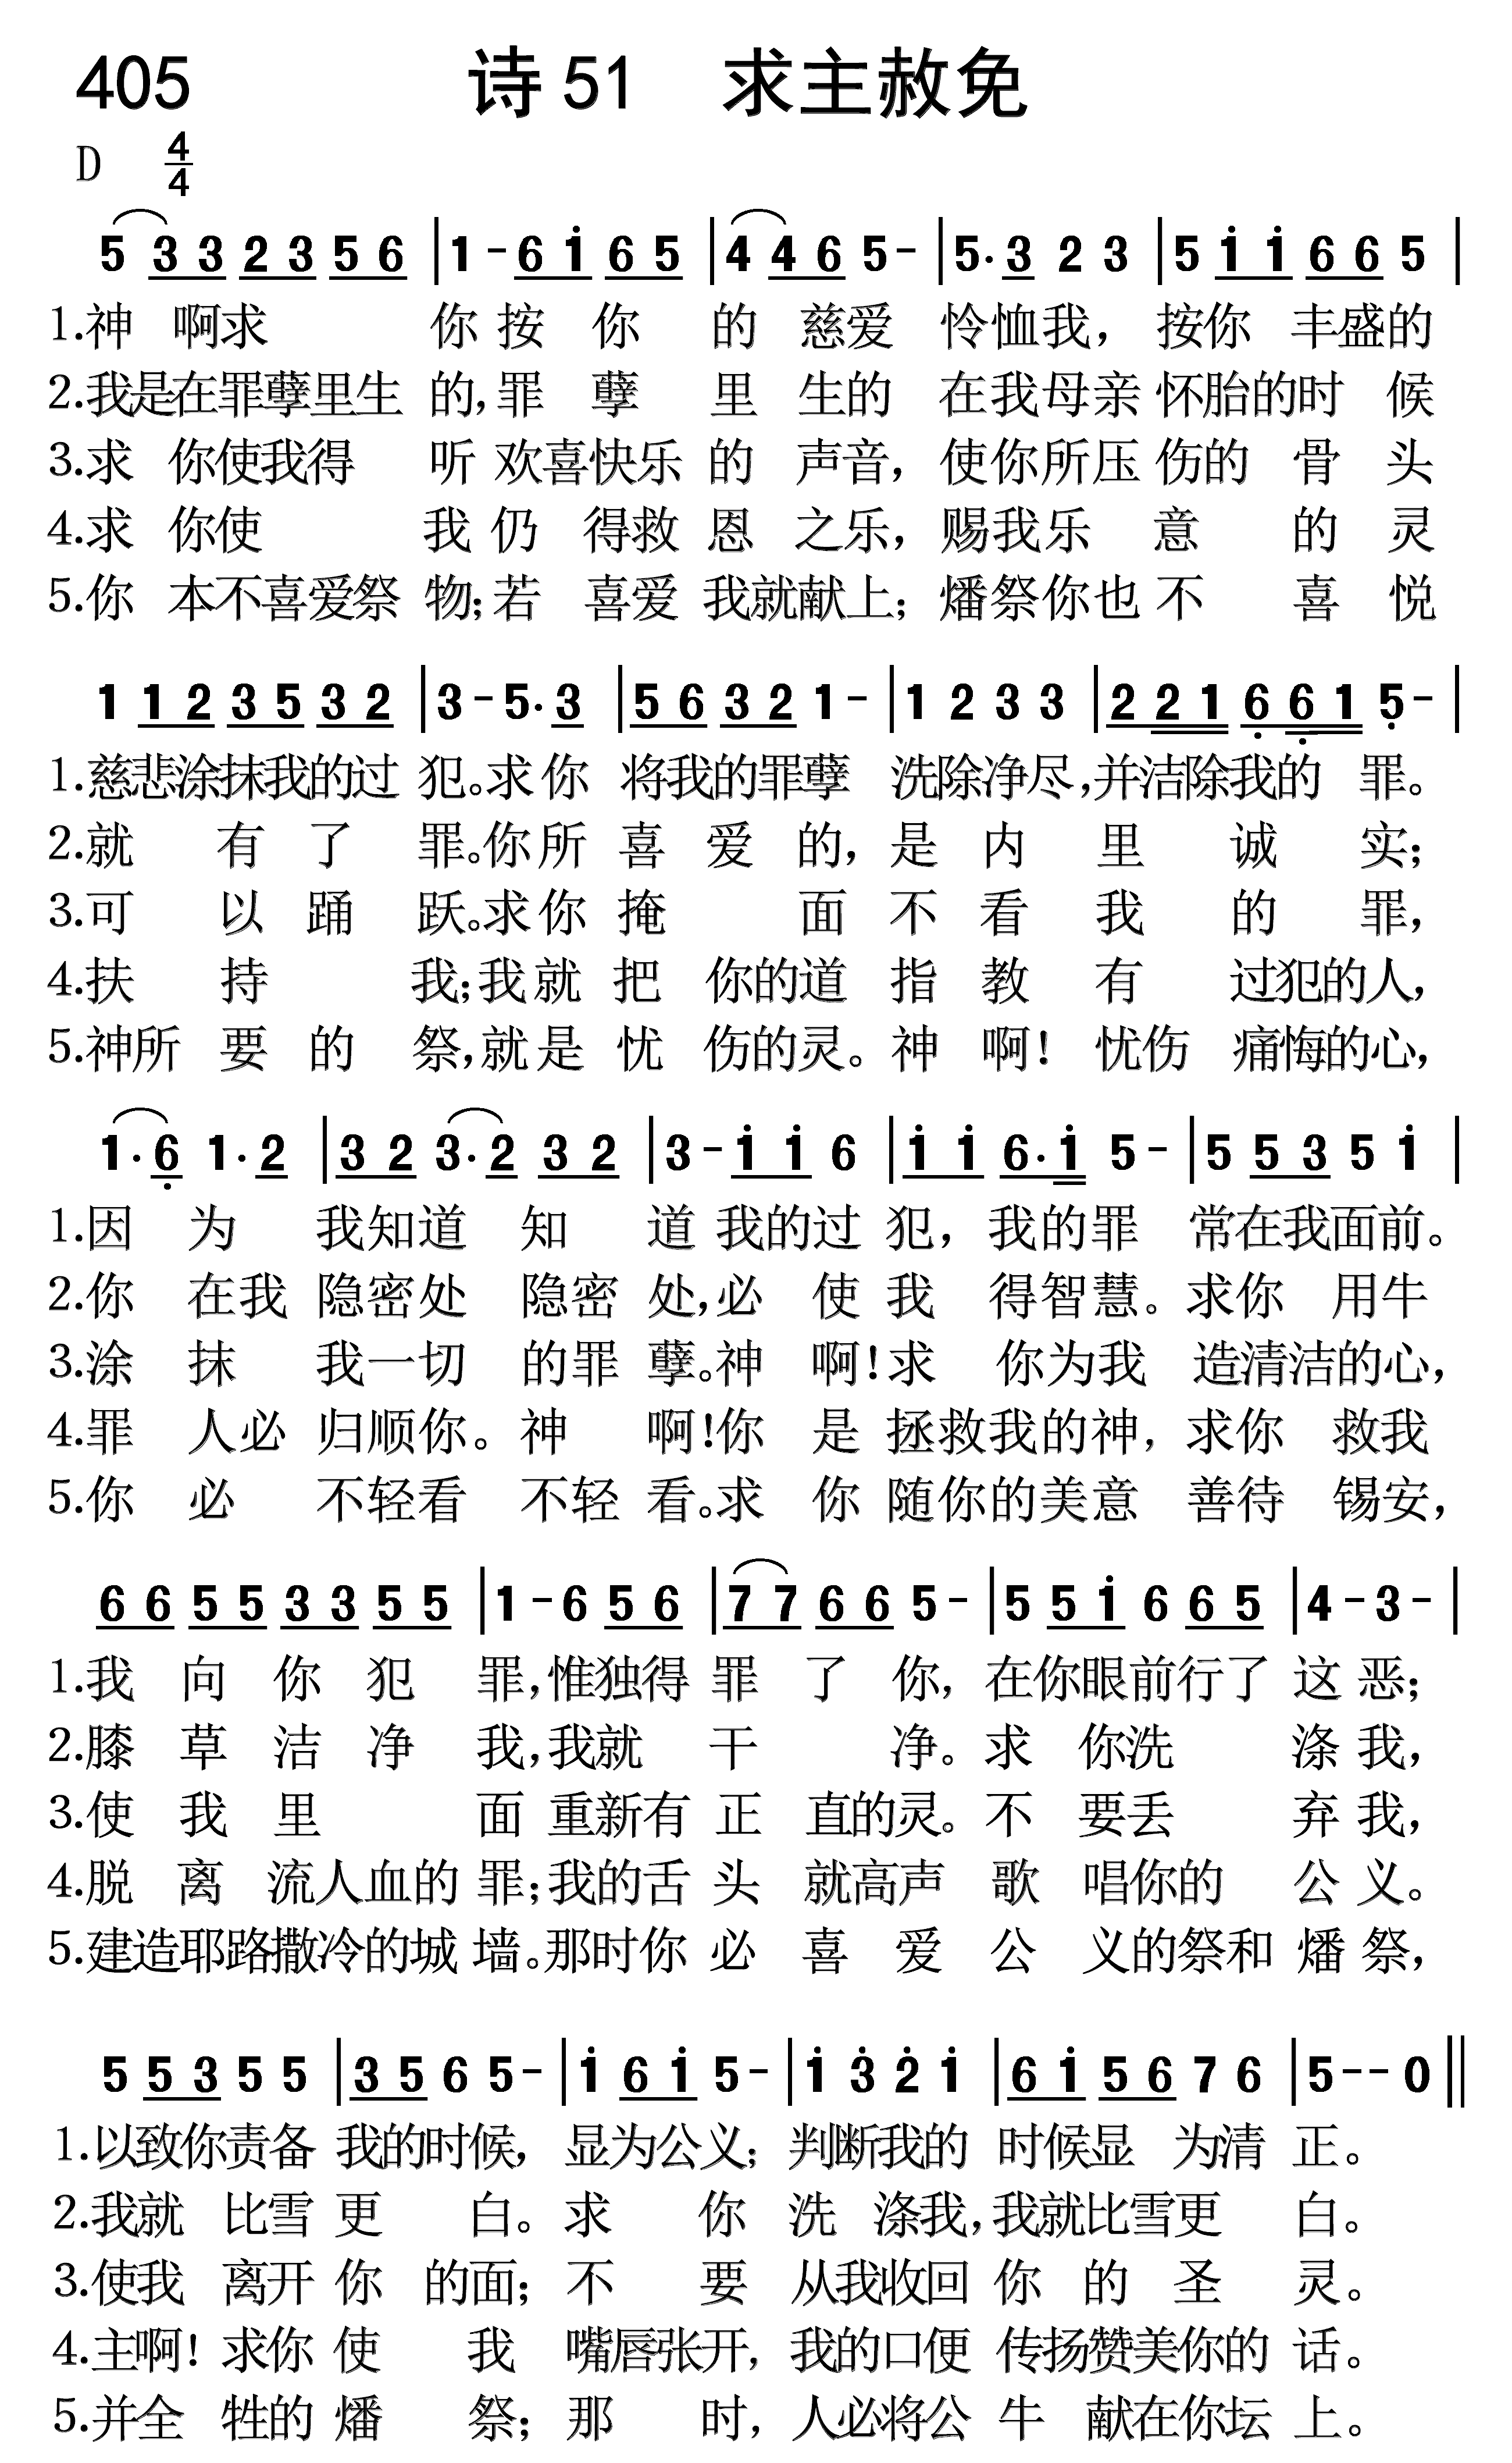 405 诗51 求主赦免
D 4/4
5 3 3 2 3 5 6 | 1 - 6 i 6 5 | 4 4 6 5 - | 5. 3 2 3 | 5 i i 6 6 5 |
1.神 啊求 你 按 你 的 慈爱 怜恤我, 按你 丰盛的
2.我是在罪孽里生 的,罪 孽 里 生的 在我母亲 怀胎的时 候
3.求 你使我得 听 欢喜快乐 的 声音, 使你所压 伤的 骨 头
4.求 你使 我 仍 得救 恩 之乐, 赐我乐 意 的 灵
5.你 本不喜爱祭 物;若 喜爱 我就献上; 燔祭你也 不 喜 悦
1 1 2 3 5 3 2 | 3 - 5. 3 | 5 6 3 2 1 - | 1 2 3 3 | 2 2 1 6̣ 6̣ 1 5̣ - |
1.慈悲涂抹我的过 犯。求 你 将我的罪孽 洗除净尽,并洁除我的 罪。
2.就 有 了 罪。你所 喜 爱 的, 是 内 里 诚 实;
3.可 以 踊 跃。求你 掩 面 不 看 我 的 罪,
4.扶 持 我;我就 把 你的道 指 教 有 过犯的人,
5.神所 要 的 祭,就是 忧 伤的灵。神 啊! 忧伤 痛悔的心,
1. 6̣ 1. 2 | 3 2 3. 2 3 2 | 3 - i i 6 | i i 6. i 5 - | 5 5 3 5 i |
1.因 为 我知道 知 道 我的过 犯, 我的罪 常在我面前。
2.你 在我 隐密处 隐密 处,必 使 我 得智慧。求你 用牛
3.涂 抹 我一切 的罪 孽。神 啊!求 你为我 造清洁的心,
4.罪 人必 归顺你。神 啊!你 是 拯救我的神, 求你 救我
5.你 必 不轻看 不轻 看。求 你 随你的美意 善待 锡安,
6 6 5 5 3 3 5 5 | 1 - 6 5 6 | 7 7 6 6 5 - | 5 5 i 6 6 5 | 4 - 3 - |
1.我 向 你 犯 罪,惟独得 罪 了 你, 在你眼前行了 这 恶;
2.膝 草 洁 净 我,我就 干 净。求 你洗 涤 我,
3.使 我 里 面 重新有 正 直的灵。不 要丢 弃 我,
4.脱 离 流人血的 罪;我的舌 头 就高声 歌 唱你的 公 义。
5.建造耶路撒冷的城 墙。那时你 必 喜 爱 公 义的祭和 燔 祭,
5 5 3 5 5 | 3 5 6 5 - | i 6 i 5 - | i 3̇ 2̇ i | 6 i 5 6 7 6 | 5 - - 0 ||
1.以致你责备 我的时候, 显为公义; 判断我的 时候显 为清 正。
2.我就 比雪 更 白。求 你 洗 涤我,我就比雪更 白。
3.使我 离开 你 的面; 不 要 从我收回 你 的 圣 灵。
4.主啊! 求你 使 我 嘴唇张开, 我的口便 传扬赞美你的 话。
5.并全 牲的 燔 祭; 那 时, 人必将公 牛 献在你坛 上。